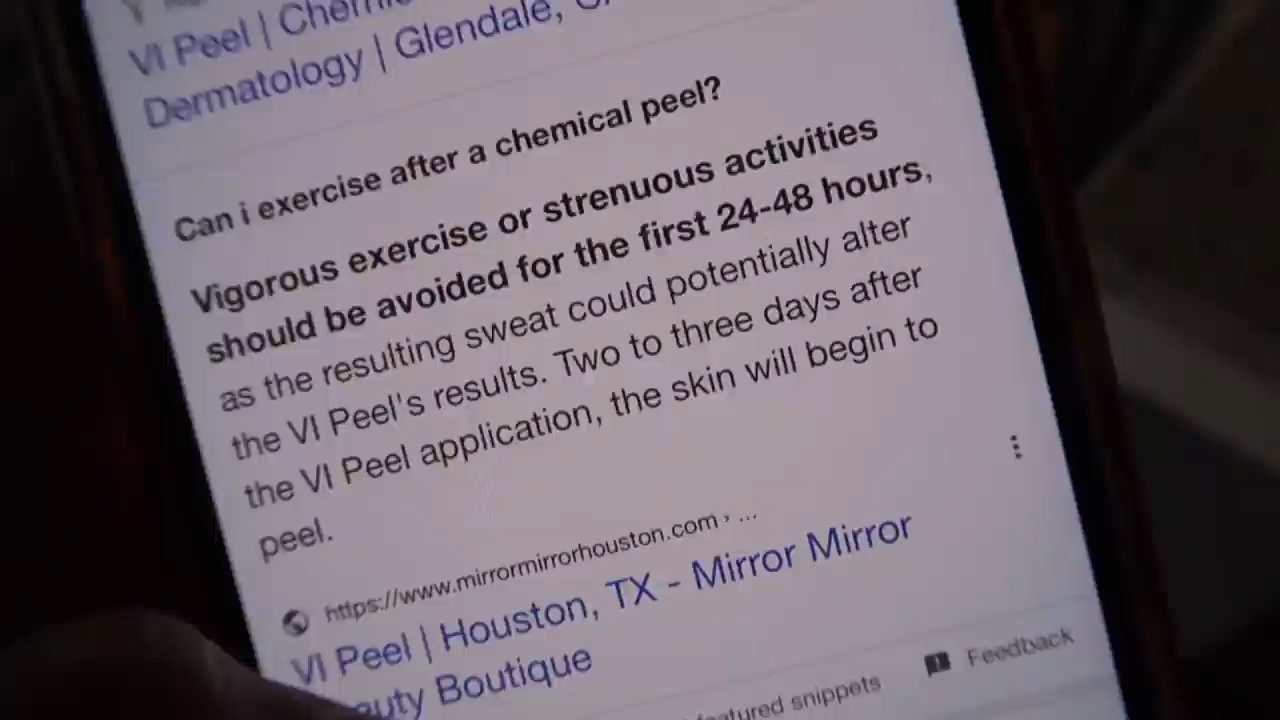 VI Peel | Chemic
Dermatology | Glendale, C
Can i exercise after a chemical peel?
Vigorous exercise or strenuous activities
should be avoided for the first 24-48 hours,
as the resulting sweat could potentially alter
the VI Peel's results. Two to three days after
the VI Peel application, the skin will begin to
peel.
https://www.mirrormirrorhouston.com › ...
VI Peel | Houston, TX - Mirror Mirror
auty Boutique
eatured snippets
Feedback